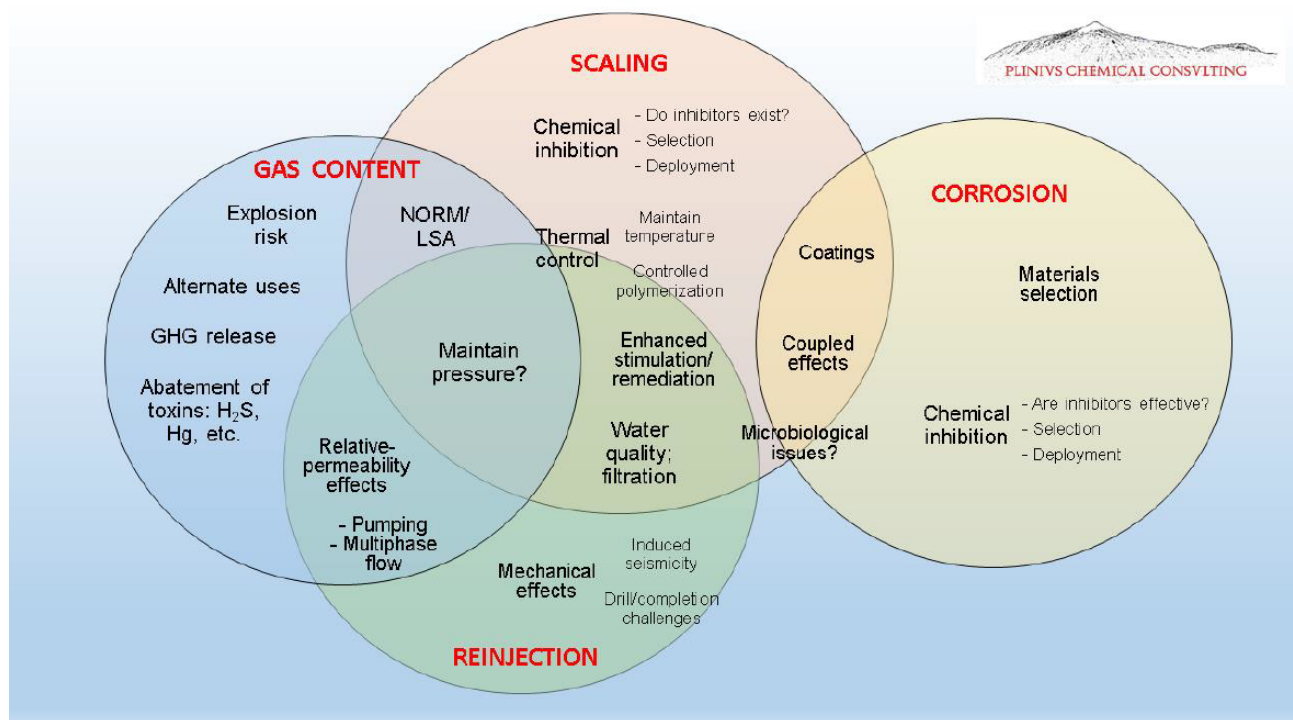 PLINIVS CHEMICAL CONSVLTING
SCALING
Chemical
inhibition
- Do inhibitors exist?
- Selection
- Deployment
GAS CONTENT
Explosion
risk
NORM/
LSA
Alternate uses
GHG release
Abatement of
toxins: H₂S,
Hg, etc.
Thermal
control
Maintain
temperature
Controlled
polymerization
Maintain
pressure?
Enhanced
stimulation/
remediation
Water
quality;
filtration
Relative-
permeability
effects
- Pumping
- Multiphase
flow
CORROSION
Coatings
Coupled
effects
Microbiological
issues?
Materials
selection
Chemical
inhibition
- Are inhibitors effective?
- Selection
- Deployment
Mechanical
effects
Induced
seismicity
Drill/completion
challenges
REINJECTION